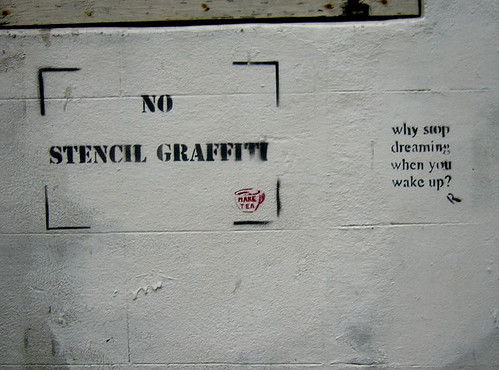 NO
STENCIL GRAFFITI
MAKE
TEA
why stop
dreaming
when you
wake up?
R